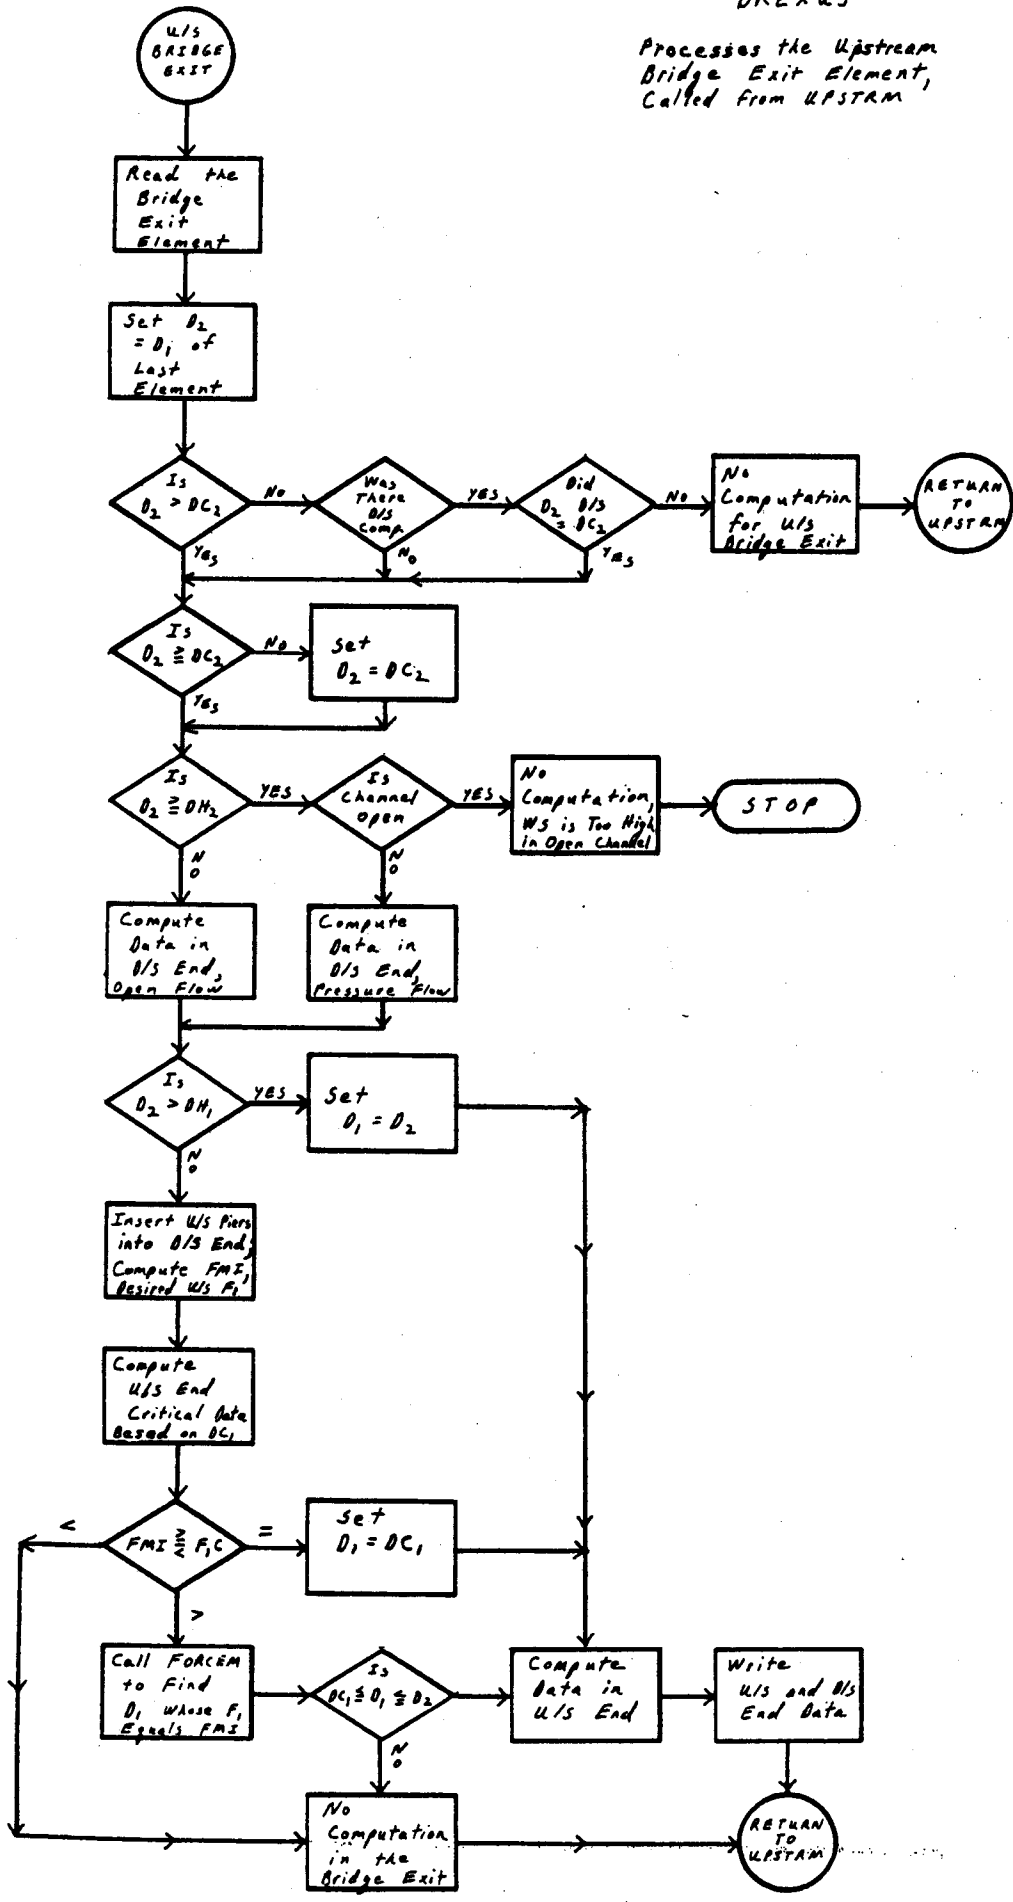 BREXUS
Processes the Upstream
Bridge Exit Element,
Called from UPSTRM
U/S
BRIDGE
EXIT
Read the
Bridge
Exit
Element
Set D₂
= D₁ of
Last
Element
Is
D₂ > DC₂
NO
YES
Was
There
D/S
Comp.
YES
NO
Did
D/S
D₂ = DC₂
NO
YES
No
Computation
for U/S
Bridge Exit
RETURN
TO
UPSTRM
Is
D₂ ≧ DC₂
NO
YES
Set
D₂ = DC₂
Is
D₂ ≧ DH₂
YES
NO
Is
Channel
Open
YES
NO
No
Computation,
WS is Too High
in Open Channel
STOP
Compute
Data in
D/S End,
Open Flow
Compute
Data in
D/S End,
Pressure Flow
Is
D₂ > DH₁
YES
NO
Set
D₁ = D₂
Insert U/S Piers
into D/S End,
Compute FMI,
Desired U/S F₁
Compute
U/S End
Critical Data
Based on DC₁
FMI ⋛ F₁C
<
=
>
Set
D₁ = DC₁
Call FORCEM
to Find
D₁ whose F₁
Equals FMI
Is
DC₁ ≦ D₁ ≦ D₂
NO
Compute
Data in
U/S End
Write
U/S and D/S
End Data
No
Computation
in the
Bridge Exit
RETURN
TO
UPSTRM